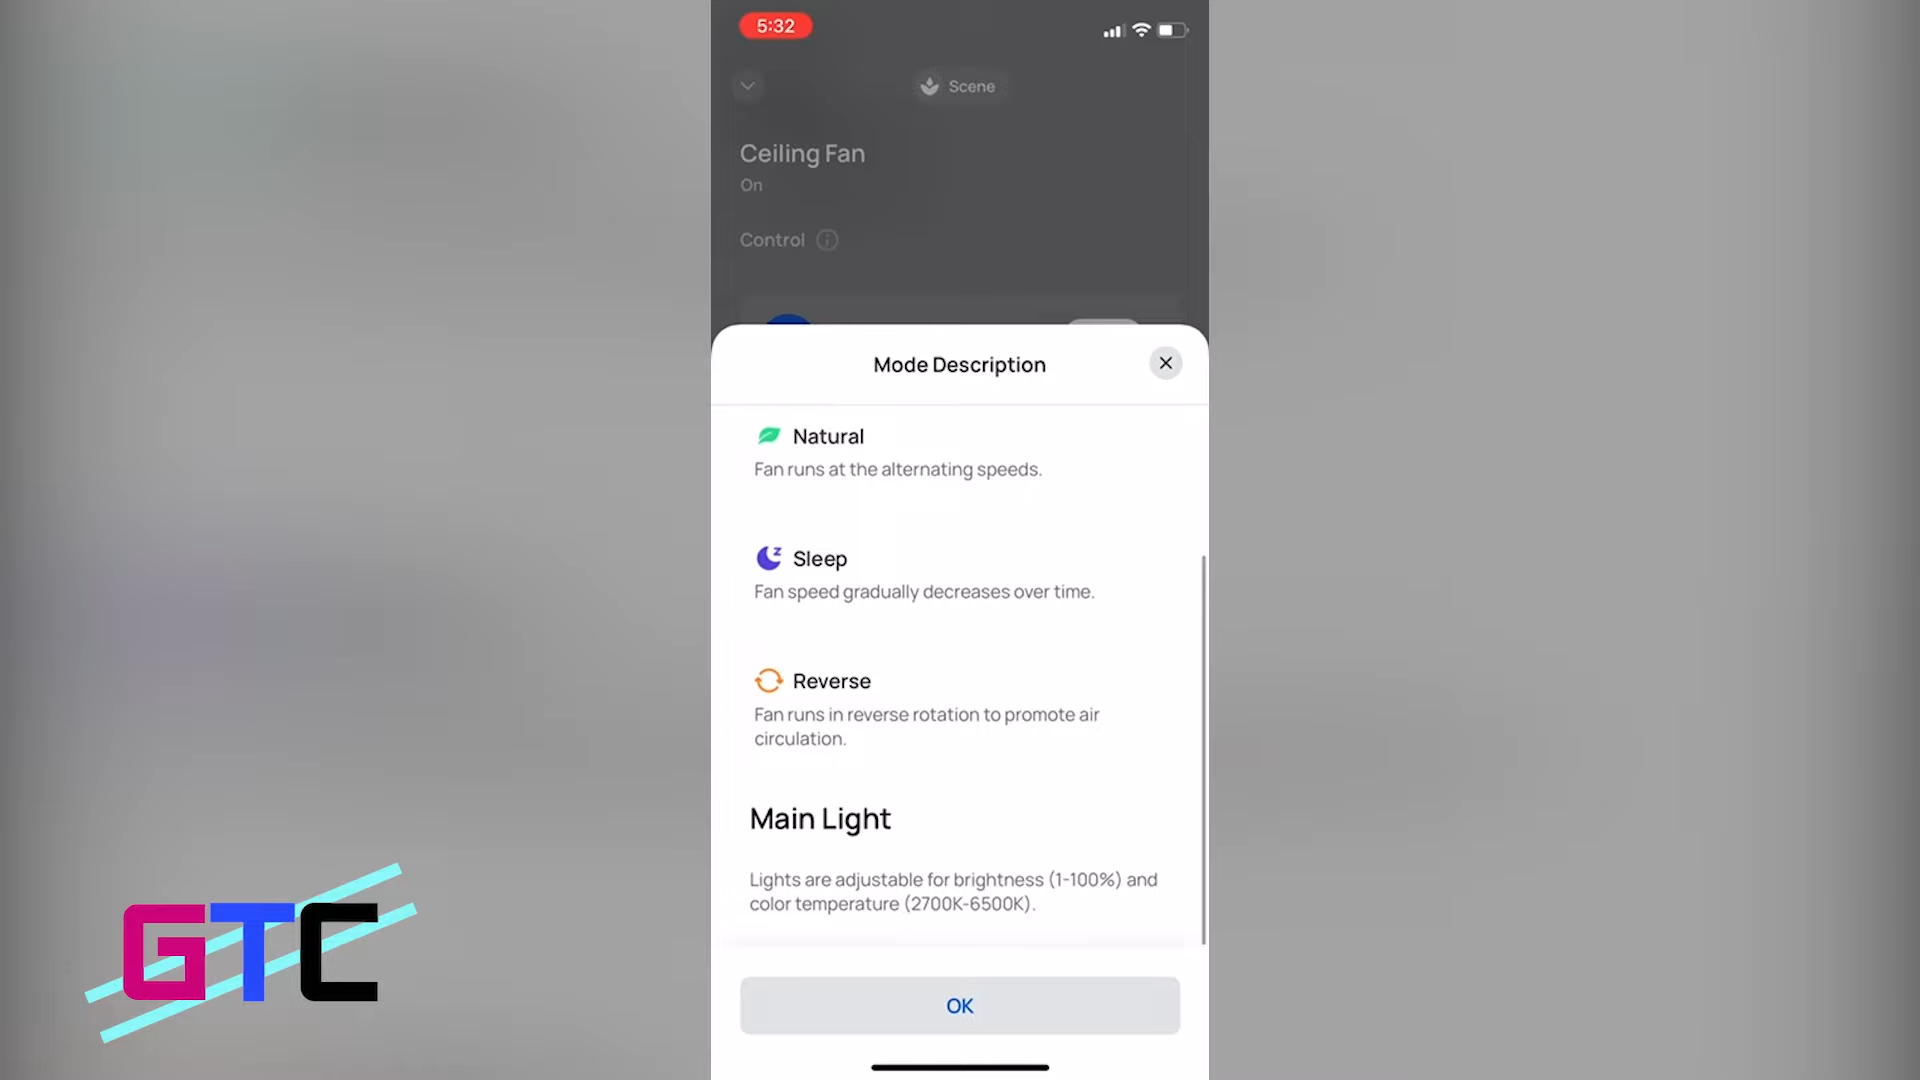 5:32
Scene
Ceiling Fan
On
Control
Mode Description
Natural
Fan runs at the alternating speeds.
Sleep
Fan speed gradually decreases over time.
Reverse
Fan runs in reverse rotation to promote air
circulation.
Main Light
Lights are adjustable for brightness (1-100%) and
color temperature (2700K-6500K).
OK
GTC